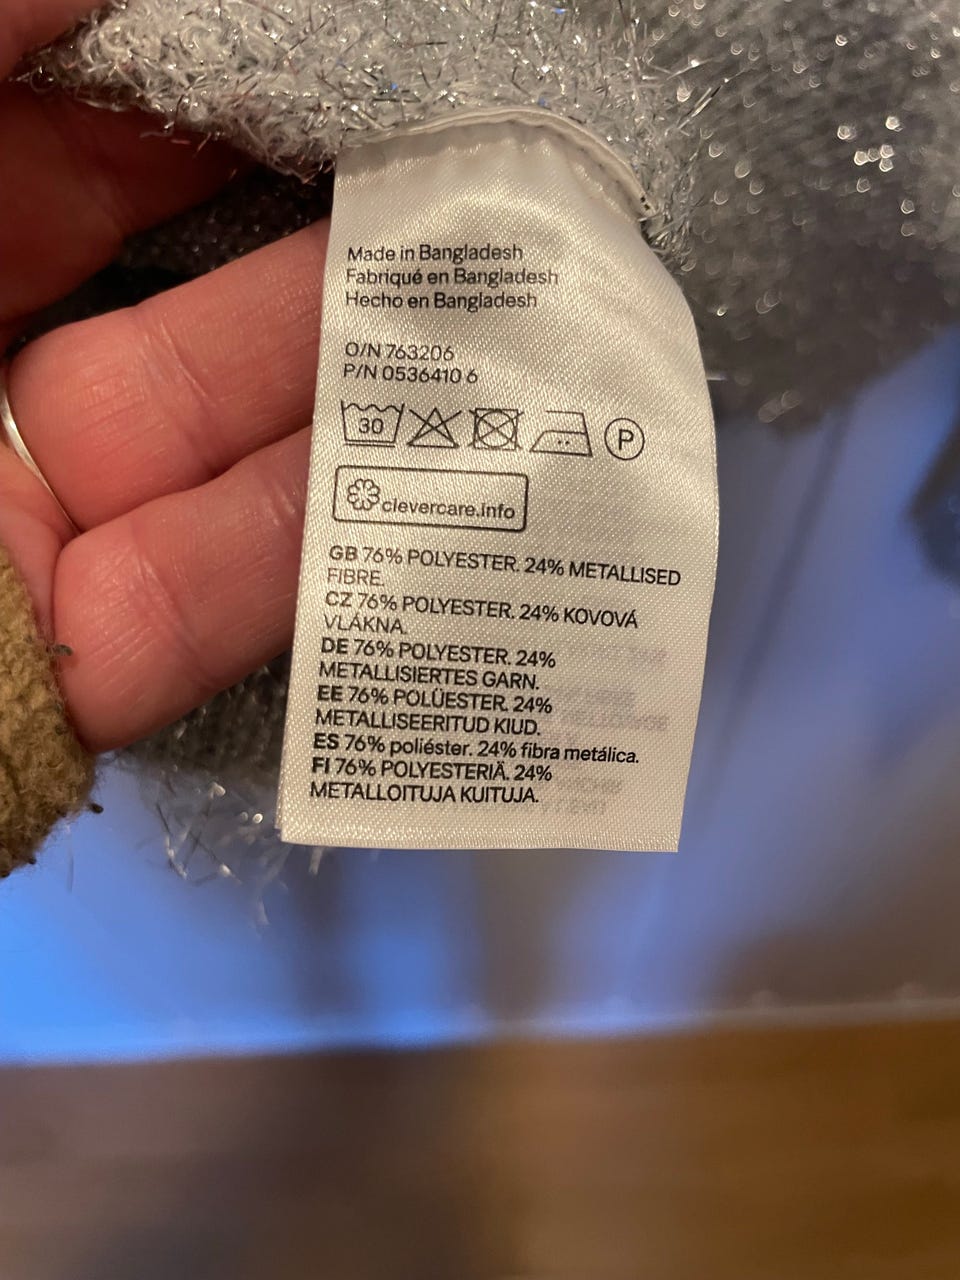 Made in Bangladesh
Fabriqué en Bangladesh
Hecho en Bangladesh
O/N 763206
P/N 0536410 6
30 P
clevercare.info
GB 76% POLYESTER. 24% METALLISED
FIBRE.
CZ 76% POLYESTER. 24% KOVOVÁ
VLÁKNA.
DE 76% POLYESTER. 24%
METALLISIERTES GARN.
EE 76% POLÜESTER. 24%
METALLISEERITUD KIUD.
ES 76% poliéster. 24% fibra metálica.
FI 76% POLYESTERIÄ. 24%
METALLOITUJA KUITUJA.